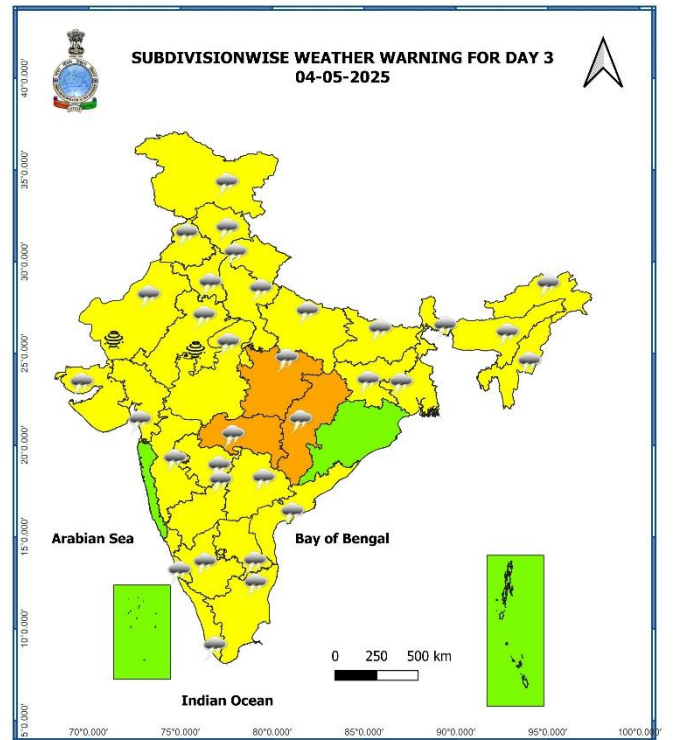 SUBDIVISIONWISE WEATHER WARNING FOR DAY 3
04-05-2025
40°0.000'
35°0.000'
30°0.000'
25°0.000'
20°0.000'
15°0.000'
10°0.000'
5°0.000'
Arabian Sea
Bay of Bengal
0 250 500 km
Indian Ocean
70°0.000' 75°0.000' 80°0.000' 85°0.000' 90°0.000' 95°0.000' 100°0.000'